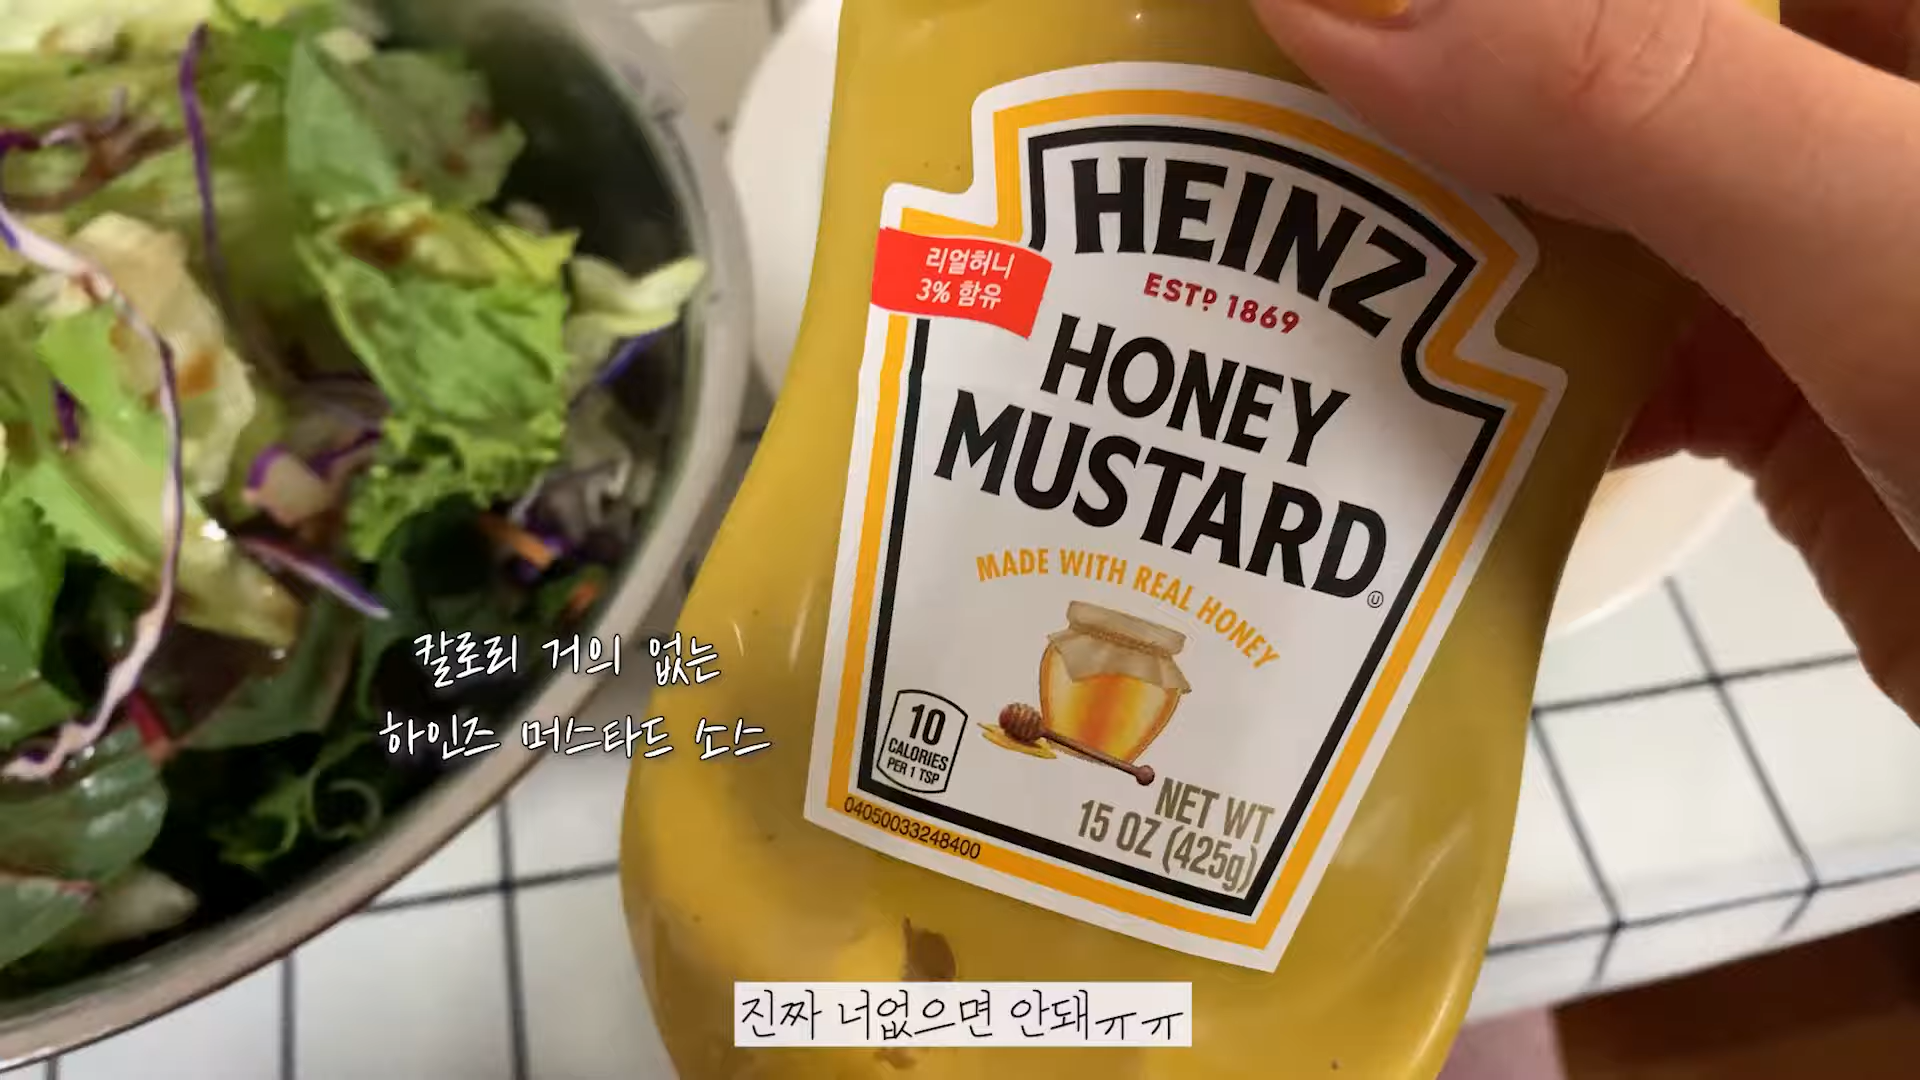 HEINZ
ESTD 1869
리얼허니
3% 함유
HONEY
MUSTARD
MADE WITH REAL HONEY
10
CALORIES
PER 1 TSP
NET WT
15 OZ (425g)
04050033248400
칼로리 거의 없는
하인즈 머스타드 소스
진짜 너없으면 안돼ㅠㅠ